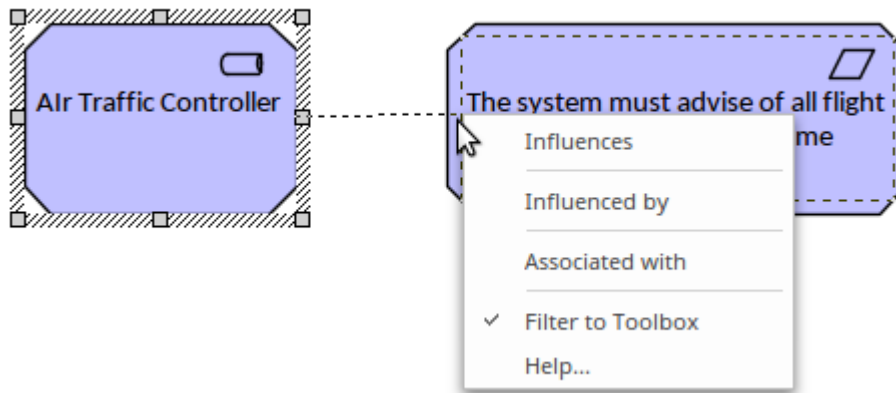 AIr Traffic Controller
The system must advise of all flight
me
Influences
Influenced by
Associated with
Filter to Toolbox
Help...